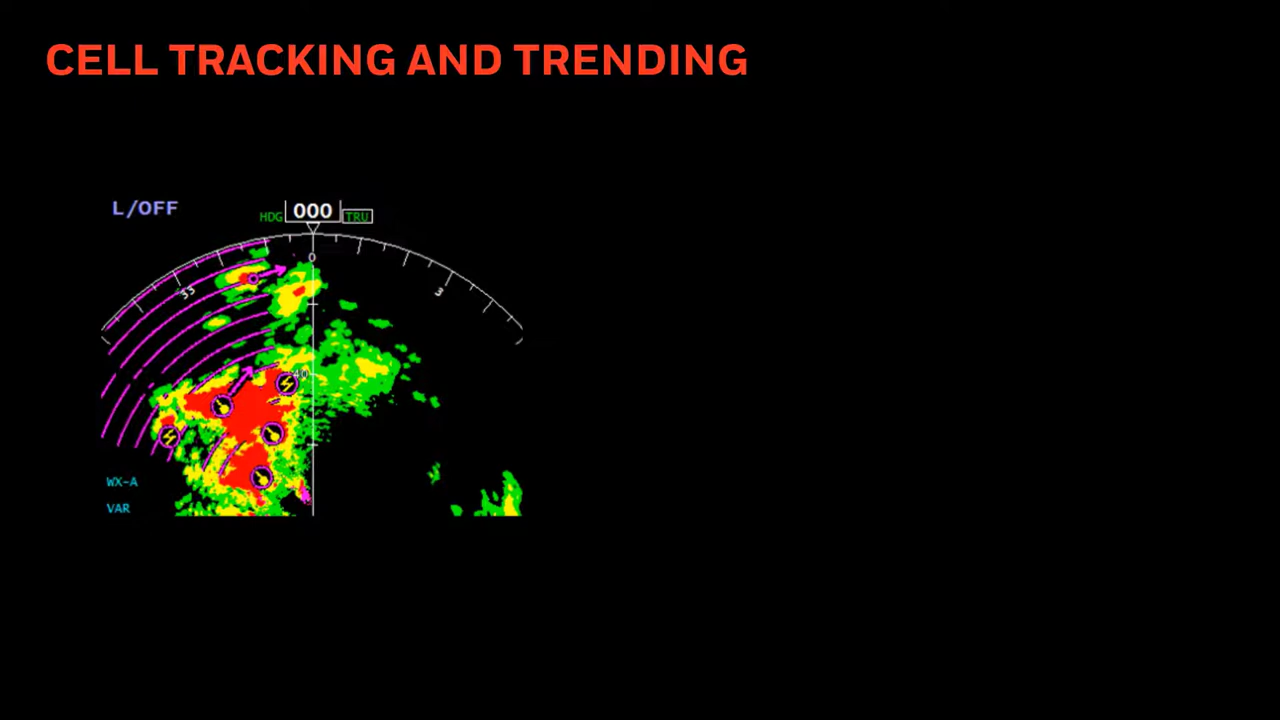 CELL TRACKING AND TRENDING
L/OFF
HDG 000 TRU
0
33
3
40
WX-A
VAR